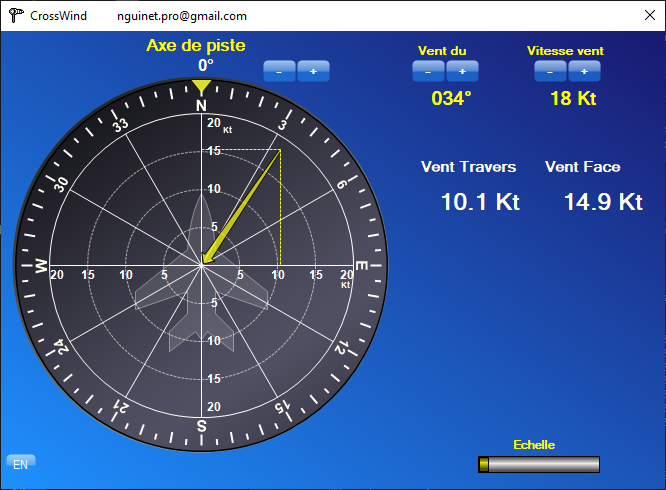 CrossWind nguinet.pro@gmail.com
Axe de piste
0°
- +
Vent du
- +
034°
Vitesse vent
- +
18 Kt
Vent Travers Vent Face
10.1 Kt 14.9 Kt
N
33 3
30 6
W E
24 12
21 15
S
20 Kt
15
10
5
20 15 10 5 5 10 15 20 Kt
5
10
15
20
Echelle
EN